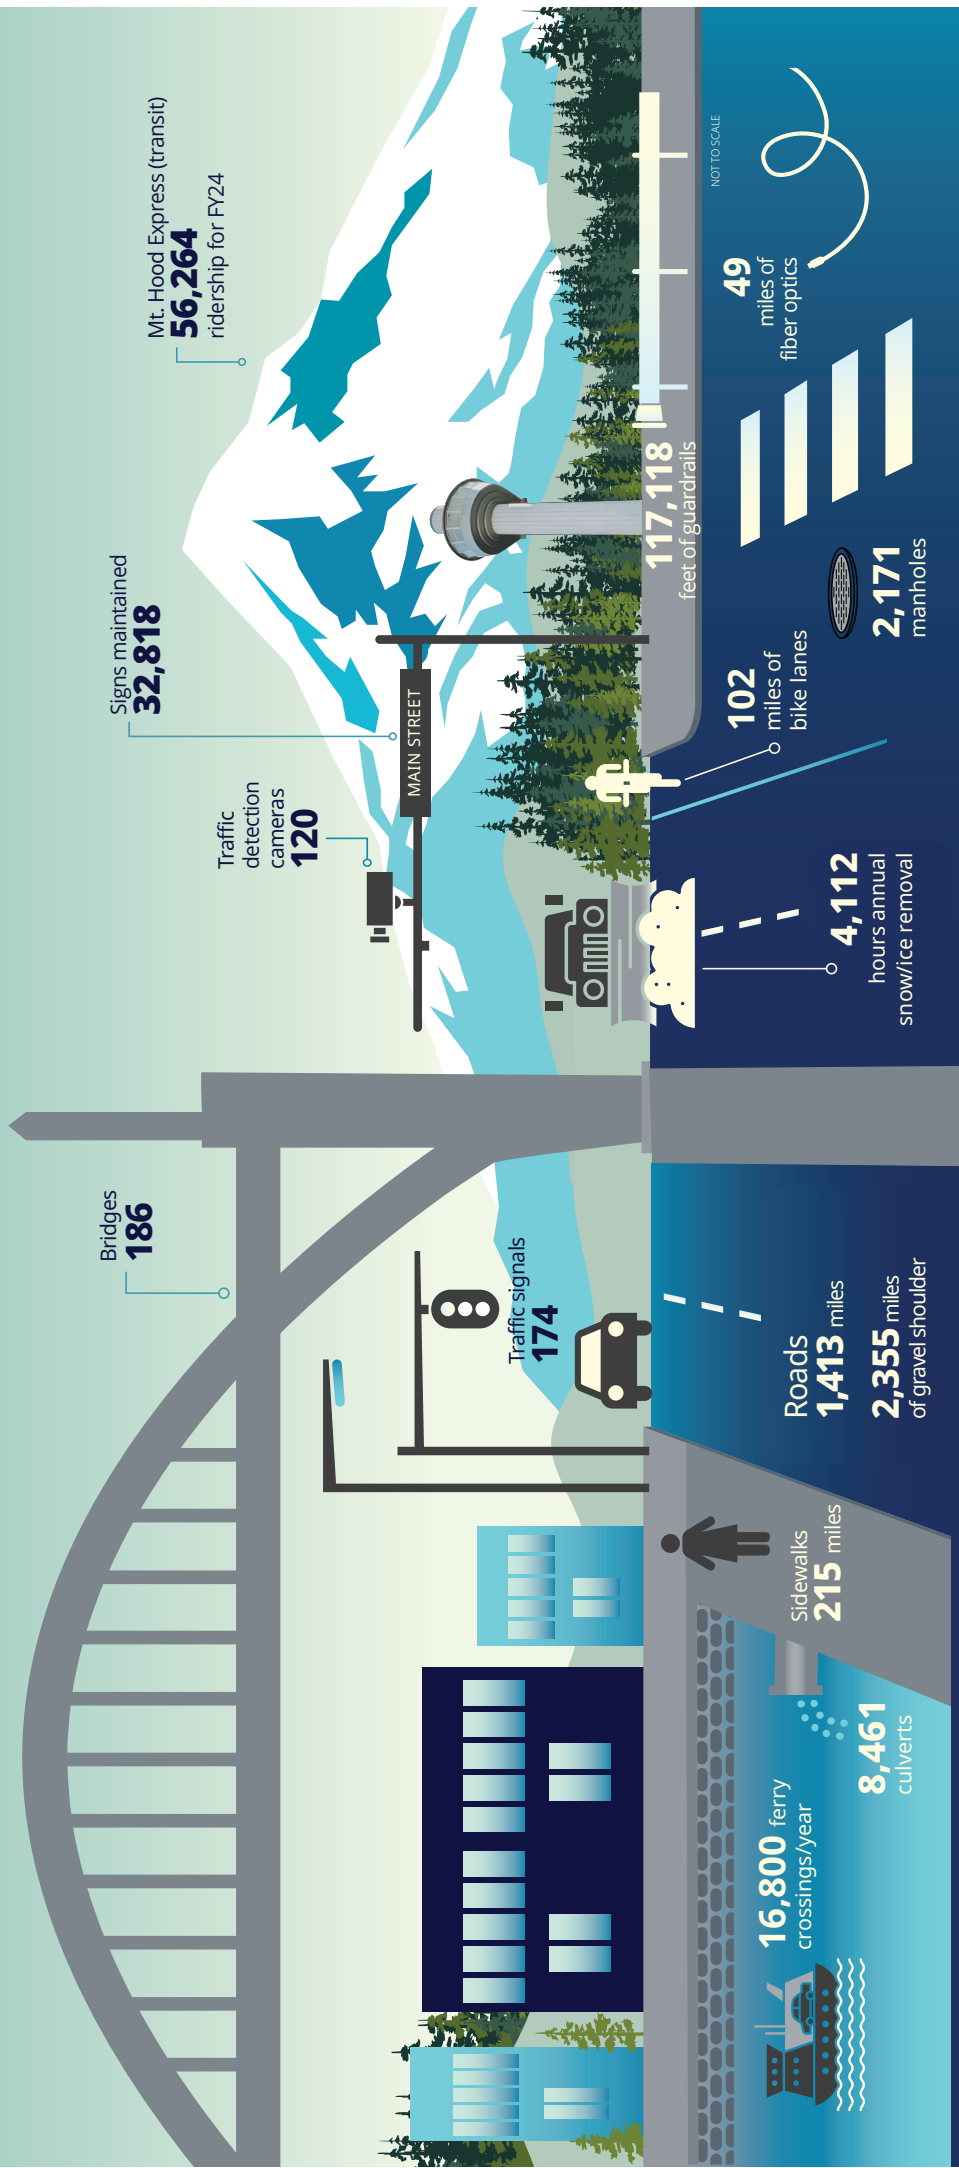 Bridges
186
Traffic signals
174
Roads
1,413 miles
2,355 miles
of gravel shoulder
Sidewalks
215 miles
16,800 ferry
crossings/year
8,461
culverts
Traffic
detection
cameras
120
Signs maintained
32,818
MAIN STREET
Mt. Hood Express (transit)
56,264
ridership for FY24
4,112
hours annual
snow/ice removal
102
miles of
bike lanes
117,118
feet of guardrails
2,171
manholes
49
miles of
fiber optics
NOT TO SCALE